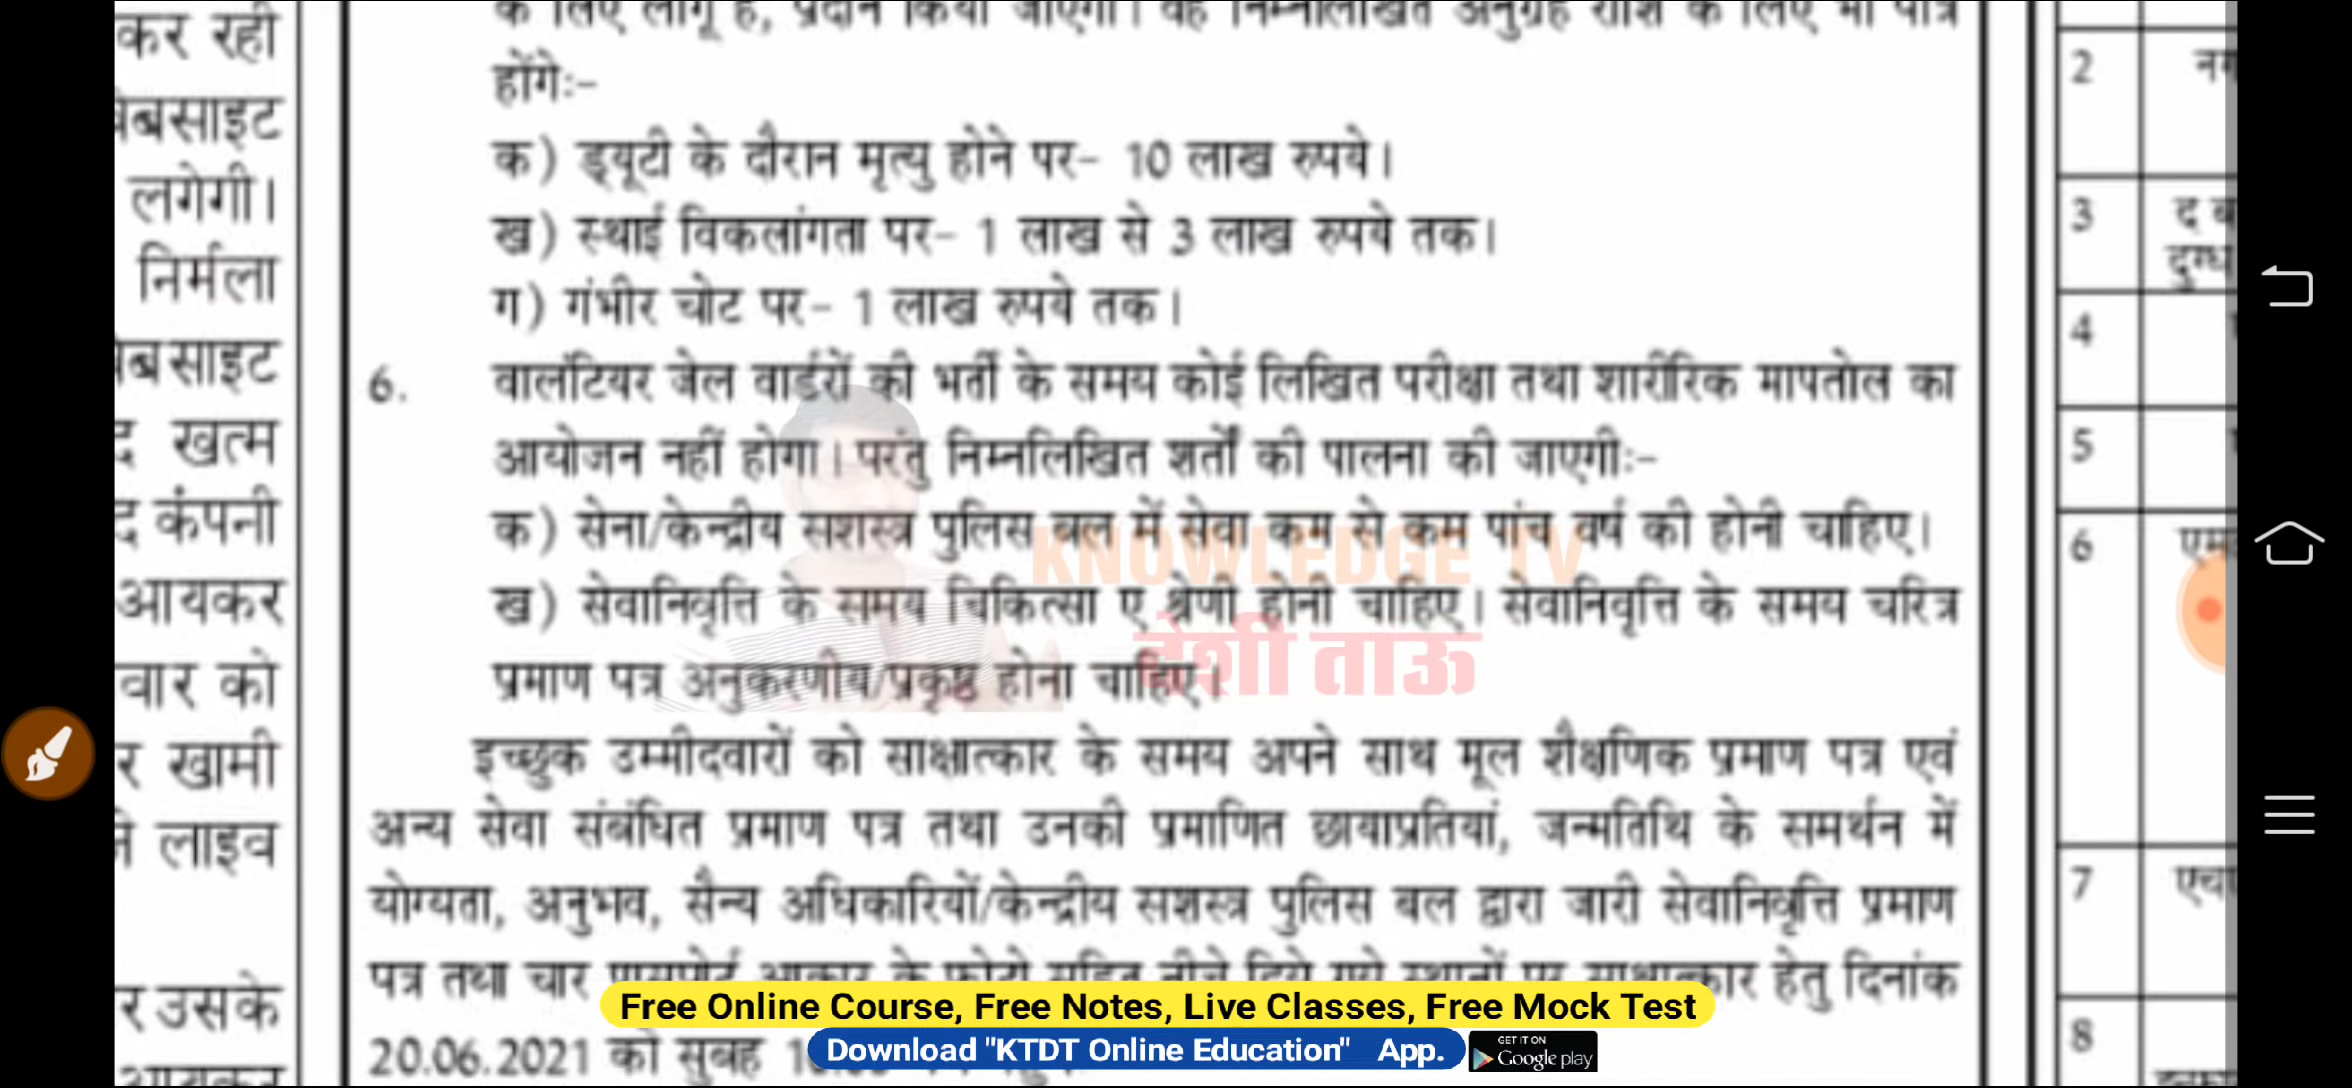 कर रही
वेबसाइट
लगेगी।
निर्मला
वेबसाइट
द खत्म
द कंपनी
आयकर
वार को
र खामी
लाइव
र उसके
आयकर
के लिए लागू है, प्रदान किया जाएगा। वह निम्नलिखित अनुग्रह राशि के लिए भी पात्र
होंगेः-
क) ड्यूटी के दौरान मृत्यु होने पर- 10 लाख रुपये।
ख) स्थाई विकलांगता पर- 1 लाख से 3 लाख रुपये तक।
ग) गंभीर चोट पर- 1 लाख रुपये तक।
6. वालंटियर जेल वार्डरों की भर्ती के समय कोई लिखित परीक्षा तथा शारीरिक मापतोल का
आयोजन नहीं होगा। परंतु निम्नलिखित शर्तों की पालना की जाएगीः-
क) सेना/केन्द्रीय सशस्त्र पुलिस बल में सेवा कम से कम पांच वर्ष की होनी चाहिए।
ख) सेवानिवृत्ति के समय चिकित्सा ए श्रेणी होनी चाहिए। सेवानिवृत्ति के समय चरित्र
प्रमाण पत्र अनुकरणीय/प्रकृष्ठ होना चाहिए।
इच्छुक उम्मीदवारों को साक्षात्कार के समय अपने साथ मूल शैक्षणिक प्रमाण पत्र एवं
अन्य सेवा संबंधित प्रमाण पत्र तथा उनकी प्रमाणित छायाप्रतियां, जन्मतिथि के समर्थन में
योग्यता, अनुभव, सैन्य अधिकारियों/केन्द्रीय सशस्त्र पुलिस बल द्वारा जारी सेवानिवृत्ति प्रमाण
पत्र तथा चार पासपोर्ट आकार के फोटो सहित नीचे दिये गये स्थानों पर साक्षात्कार हेतु दिनांक
20.06.2021 को सुबह
KNOWLEDGE TV
देशी ताऊ
Free Online Course, Free Notes, Live Classes, Free Mock Test
Download "KTDT Online Education" App.
GET IT ON
Google play
2
3 द ब
दुग्ध
4
5
6 एम
7 एच
8